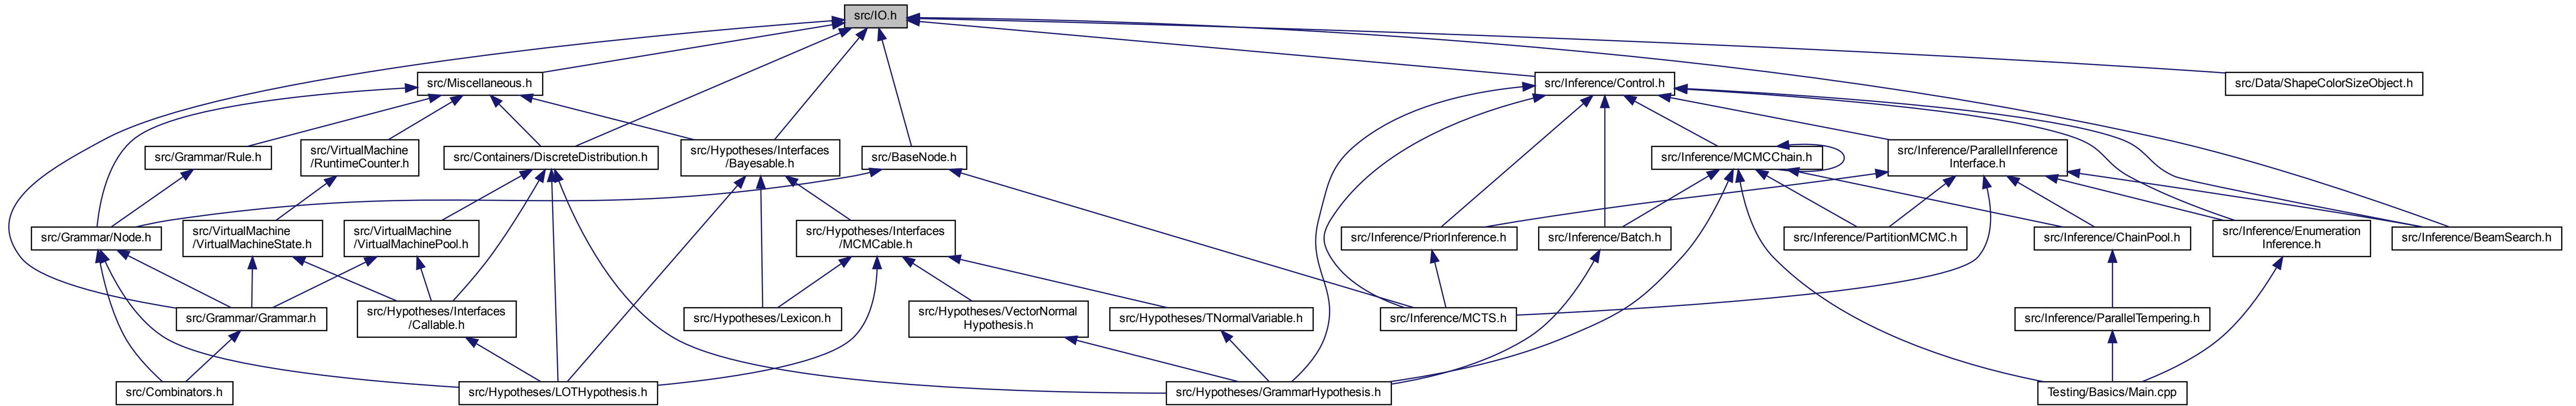 src/IO.h
src/Miscellaneous.h
src/Inference/Control.h
src/Data/ShapeColorSizeObject.h
src/Grammar/Rule.h
src/VirtualMachine
/RuntimeCounter.h
src/Containers/DiscreteDistribution.h
src/Hypotheses/Interfaces
/Bayesable.h
src/BaseNode.h
src/Inference/MCMCChain.h
src/Inference/ParallelInference
Interface.h
src/Grammar/Node.h
src/VirtualMachine
/VirtualMachineState.h
src/VirtualMachine
/VirtualMachinePool.h
src/Hypotheses/Interfaces
/MCMCable.h
src/Inference/PriorInference.h
src/Inference/Batch.h
src/Inference/PartitionMCMC.h
src/Inference/ChainPool.h
src/Inference/Enumeration
Inference.h
src/Inference/BeamSearch.h
src/Grammar/Grammar.h
src/Hypotheses/Interfaces
/Callable.h
src/Hypotheses/Lexicon.h
src/Hypotheses/VectorNormal
Hypothesis.h
src/Hypotheses/TNormalVariable.h
src/Inference/MCTS.h
src/Inference/ParallelTempering.h
src/Combinators.h
src/Hypotheses/LOTHypothesis.h
src/Hypotheses/GrammarHypothesis.h
Testing/Basics/Main.cpp